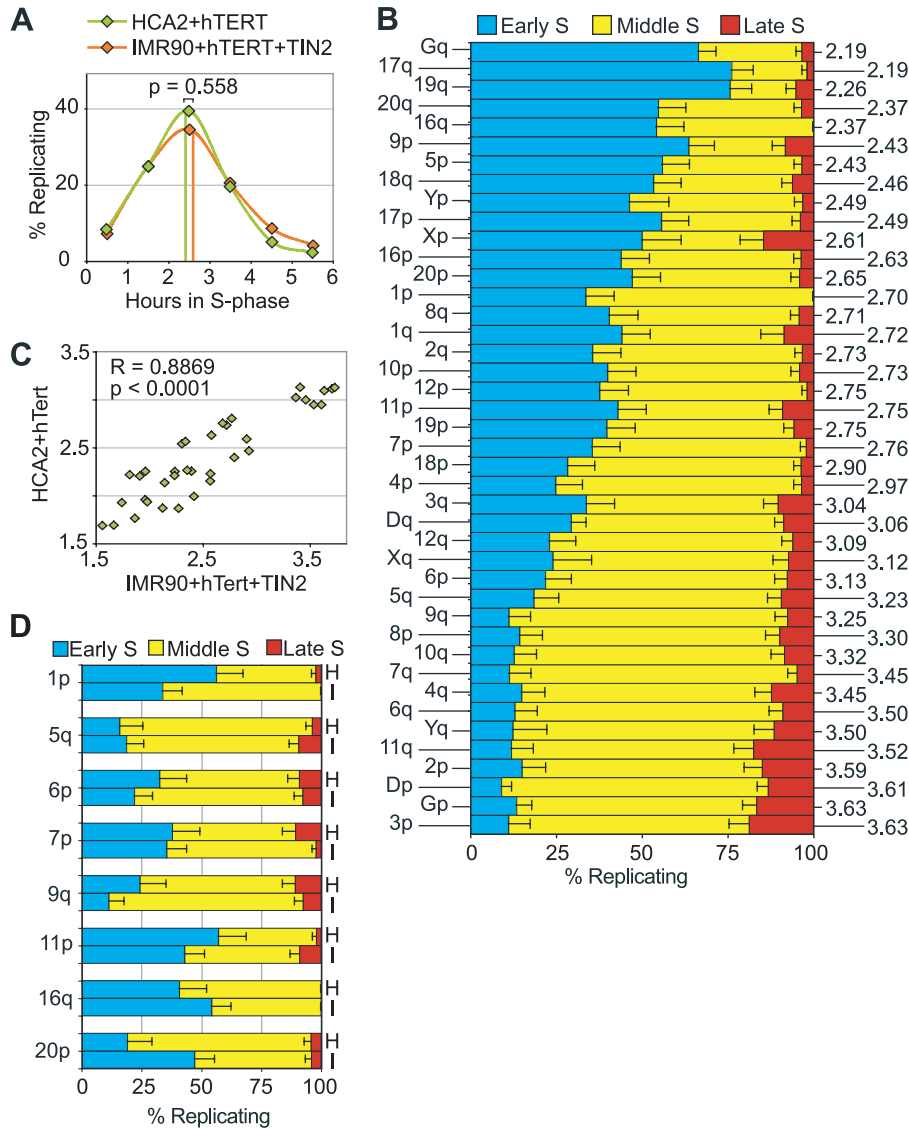 A
HCA2+hTERT
IMR90+hTERT+TIN2
p = 0.558
% Replicating
40
20
0
0 1 2 3 4 5 6
Hours in S-phase
B
Early S Middle S Late S
Gq 2.19
17q 2.19
19q 2.26
20q 2.37
16q 2.37
9p 2.43
5p 2.43
18q 2.46
Yp 2.49
17p 2.49
Xp 2.61
16p 2.63
20p 2.65
1p 2.70
8q 2.71
1q 2.72
2q 2.73
10p 2.73
12p 2.75
11p 2.75
19p 2.75
7p 2.76
18p 2.90
4p 2.97
3q 3.04
Dq 3.06
12q 3.09
Xq 3.12
6p 3.13
5q 3.23
9q 3.25
8p 3.30
10q 3.32
7q 3.45
4q 3.45
6q 3.50
Yq 3.50
11q 3.52
2p 3.59
Dp 3.61
Gp 3.63
3p 3.63
0 25 50 75 100
% Replicating
C
R = 0.8869
p < 0.0001
HCA2+hTert
3.5
2.5
1.5
1.5 2.5 3.5
IMR90+hTert+TIN2
D
Early S Middle S Late S
1p H
I
5q H
I
6p H
I
7p H
I
9q H
I
11p H
I
16q H
I
20p H
I
0 25 50 75 100
% Replicating